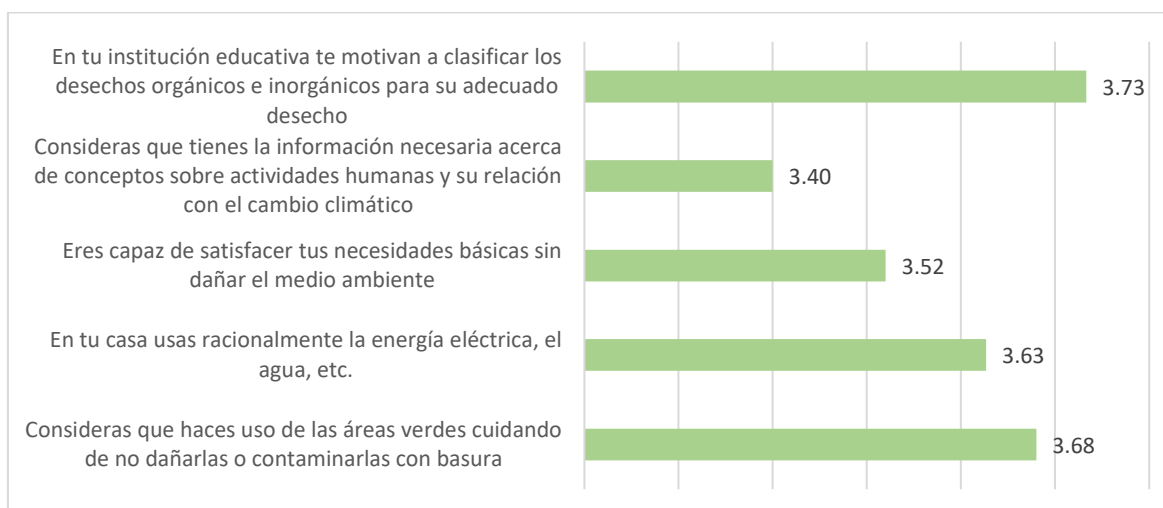 En tu institución educativa te motivan a clasificar los
desechos orgánicos e inorgánicos para su adecuado
desecho
3.73
Consideras que tienes la información necesaria acerca
de conceptos sobre actividades humanas y su relación
con el cambio climático
3.40
Eres capaz de satisfacer tus necesidades básicas sin
dañar el medio ambiente
3.52
En tu casa usas racionalmente la energía eléctrica, el
agua, etc.
3.63
Consideras que haces uso de las áreas verdes cuidando
de no dañarlas o contaminarlas con basura
3.68